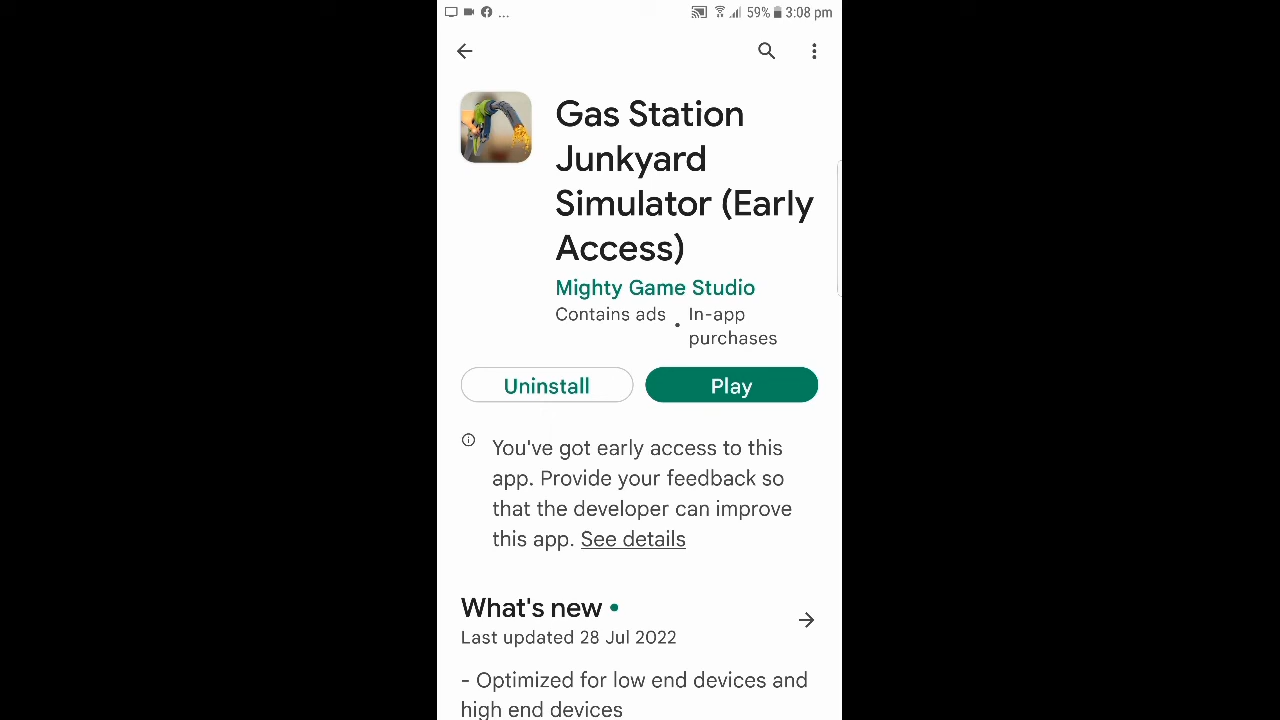 ... 59% 3:08 pm
Gas Station
Junkyard
Simulator (Early
Access)
Mighty Game Studio
Contains ads • In-app
purchases
Uninstall Play
You've got early access to this
app. Provide your feedback so
that the developer can improve
this app. See details
What's new •
Last updated 28 Jul 2022
- Optimized for low end devices and
high end devices